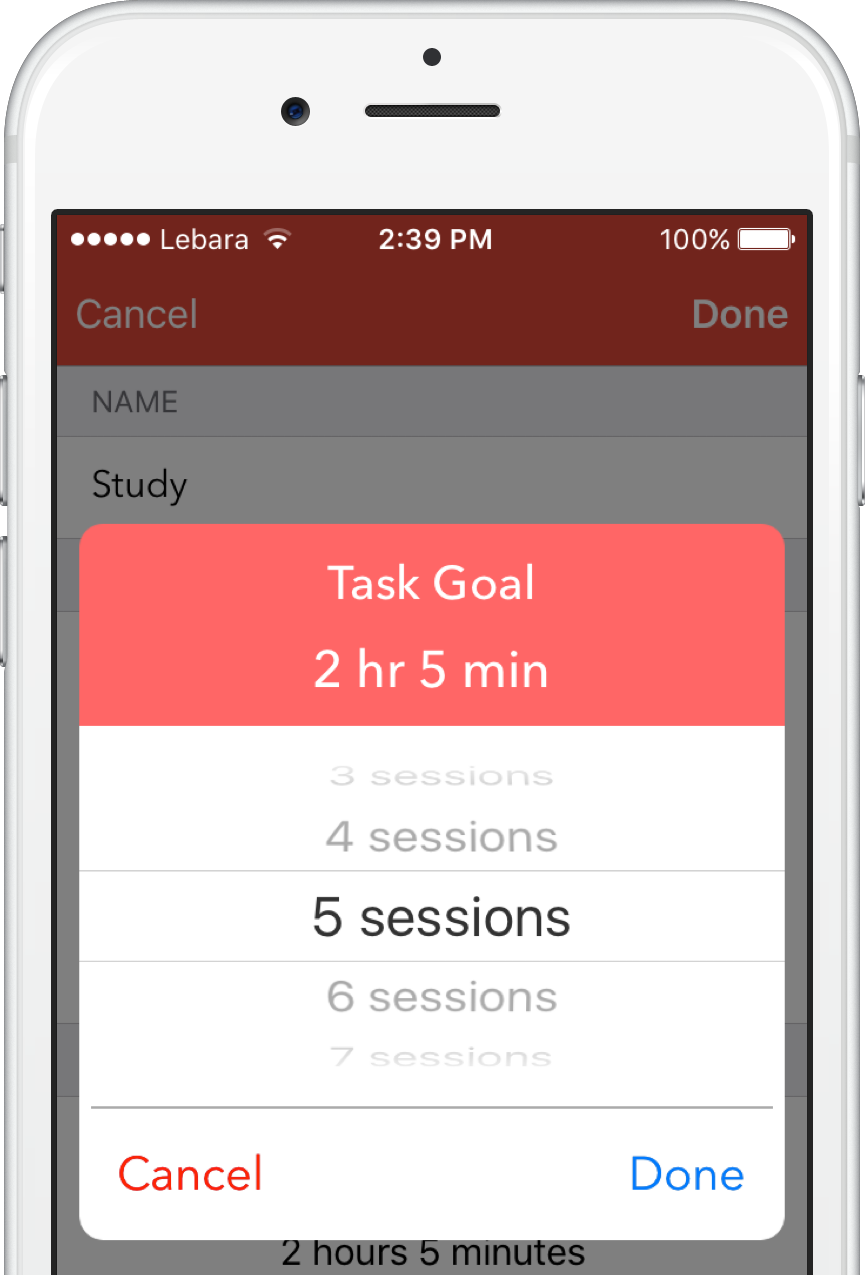 Lebara 2:39 PM 100%
Cancel Done
NAME
Study
Task Goal
2 hr 5 min
3 sessions
4 sessions
5 sessions
6 sessions
7 sessions
Cancel Done
2 hours 5 minutes